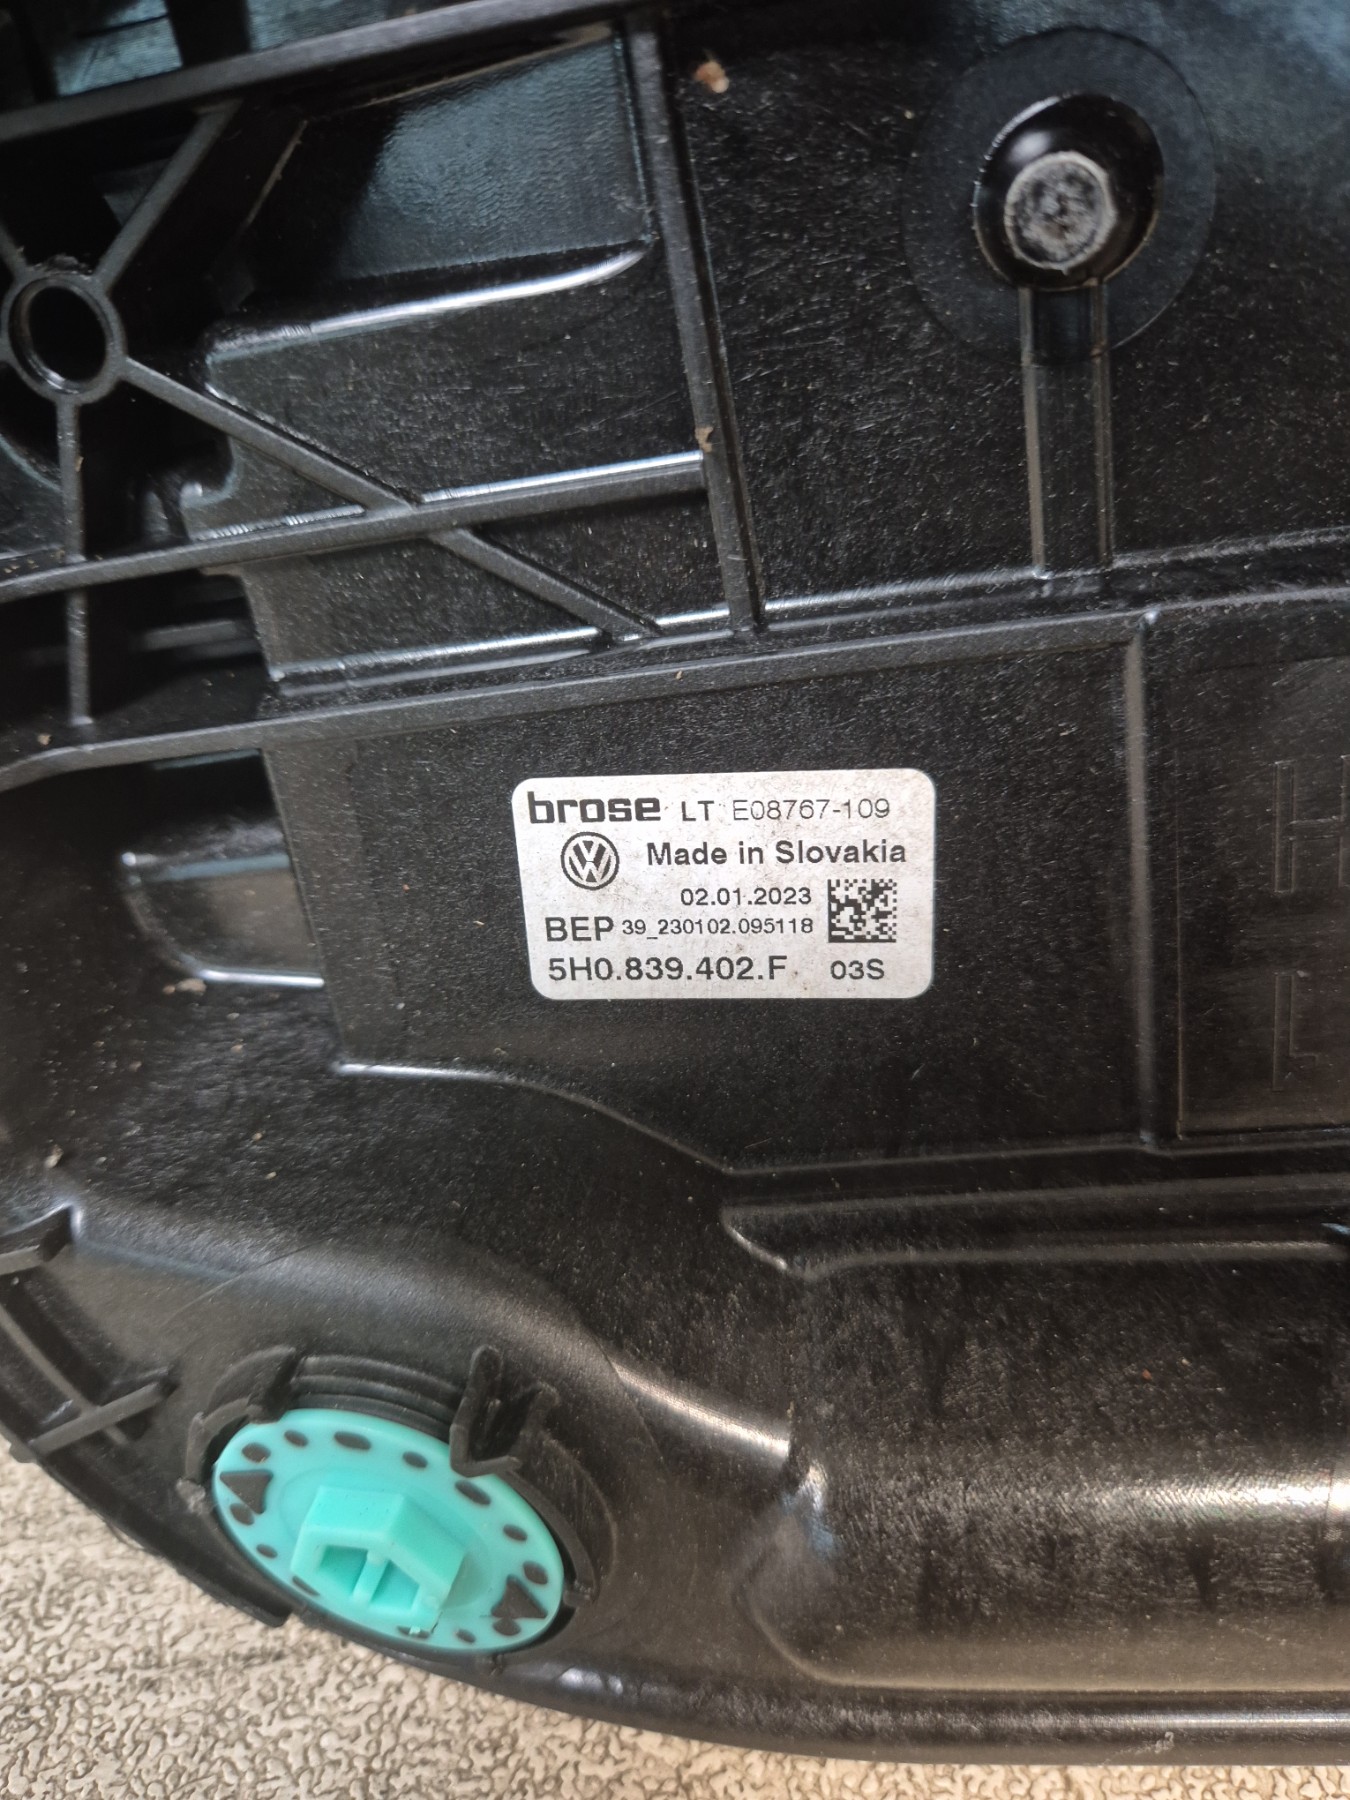 brose LT E08767-109
Made in Slovakia
02.01.2023
BEP 39_230102.095118
5H0.839.402.F 03S
H